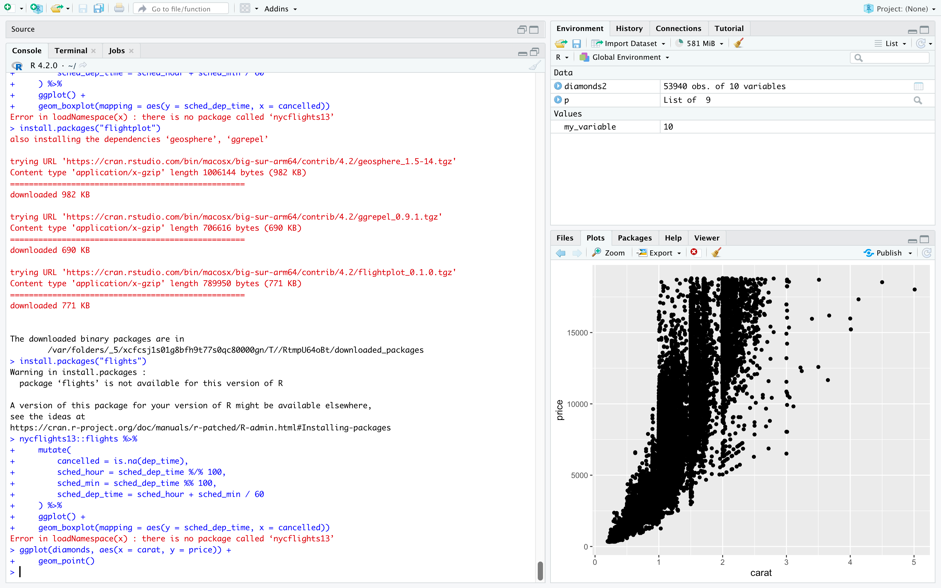 Go to file/function
Addins
Project: (None)
Source
Console Terminal Jobs
R 4.2.0 · ~/
+ sched_dep_time = sched_hour + sched_min / 60
+ ) %>%
+ ggplot() +
+ geom_boxplot(mapping = aes(y = sched_dep_time, x = cancelled))
Error in loadNamespace(x) : there is no package called ‘nycflights13’
> install.packages("flightplot")
also installing the dependencies ‘geosphere’, ‘ggrepel’
trying URL 'https://cran.rstudio.com/bin/macosx/big-sur-arm64/contrib/4.2/geosphere_1.5-14.tgz'
Content type 'application/x-gzip' length 1006144 bytes (982 KB)
==================================================
downloaded 982 KB
trying URL 'https://cran.rstudio.com/bin/macosx/big-sur-arm64/contrib/4.2/ggrepel_0.9.1.tgz'
Content type 'application/x-gzip' length 706616 bytes (690 KB)
==================================================
downloaded 690 KB
trying URL 'https://cran.rstudio.com/bin/macosx/big-sur-arm64/contrib/4.2/flightplot_0.1.0.tgz'
Content type 'application/x-gzip' length 789950 bytes (771 KB)
==================================================
downloaded 771 KB
The downloaded binary packages are in
/var/folders/_5/xcfcsj1s01g8bfh9t77s0qc80000gn/T//RtmpU64oBt/downloaded_packages
> install.packages("flights")
Warning in install.packages :
package ‘flights’ is not available for this version of R
A version of this package for your version of R might be available elsewhere,
see the ideas at
https://cran.r-project.org/doc/manuals/r-patched/R-admin.html#Installing-packages
> nycflights13::flights %>%
+ mutate(
+ cancelled = is.na(dep_time),
+ sched_hour = sched_dep_time %/% 100,
+ sched_min = sched_dep_time %% 100,
+ sched_dep_time = sched_hour + sched_min / 60
+ ) %>%
+ ggplot() +
+ geom_boxplot(mapping = aes(y = sched_dep_time, x = cancelled))
Error in loadNamespace(x) : there is no package called ‘nycflights13’
> ggplot(diamonds, aes(x = carat, y = price)) +
+ geom_point()
>
Environment History Connections Tutorial
Import Dataset 581 MiB List
R Global Environment
Data
diamonds2 53940 obs. of 10 variables
p List of 9
Values
my_variable 10
Files Plots Packages Help Viewer
Zoom Export Publish
15000
10000
5000
0
price
0 1 2 3 4 5
carat